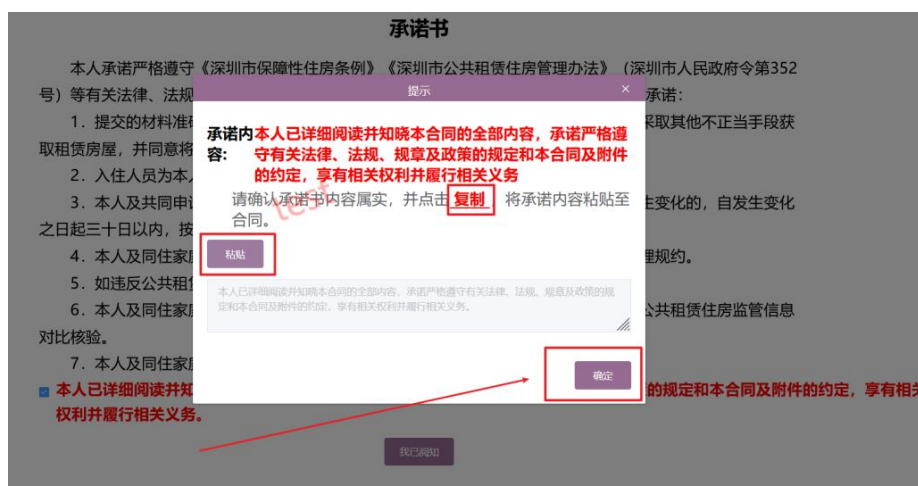 承诺书
本人承诺严格遵守《深圳市保障性住房条例》《深圳市公共租赁住房管理办法》（深圳市人民政府令第352
号）等有关法律、法规
承诺：
提示
×
1．提交的材料准
采取其他不正当手段获
承诺内容：
本人已详细阅读并知晓本合同的全部内容，承诺严格遵
守有关法律、法规、规章及政策的规定和本合同及附件
的约定，享有相关权利并履行相关义务
取租赁房屋，并同意将
2．入住人员为本
请确认承诺书内容属实，并点击 复制 ，将承诺内容粘贴至
合同。
test
3．本人及共同申
生变化的，自发生变化
之日起三十日以内，按
粘贴
4．本人及同住家
理规约。
5．如违反公共租
本人已详细阅读并知晓本合同的全部内容，承诺严格遵守有关法律、法规、规章及政策的规
定和本合同及附件的约定，享有相关权利并履行相关义务。
6．本人及同住家
公共租赁住房监管信息
对比核验。
7．本人及同住家
确定
本人已详细阅读并知
的规定和本合同及附件的约定，享有相关
权利并履行相关义务。
我已阅知